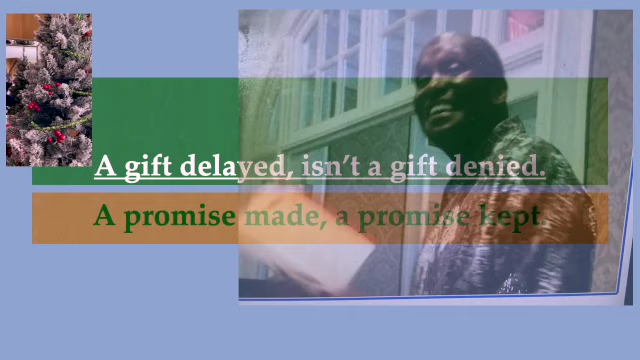 A gift delayed, isn't a gift denied.
A promise made, a promise kept.